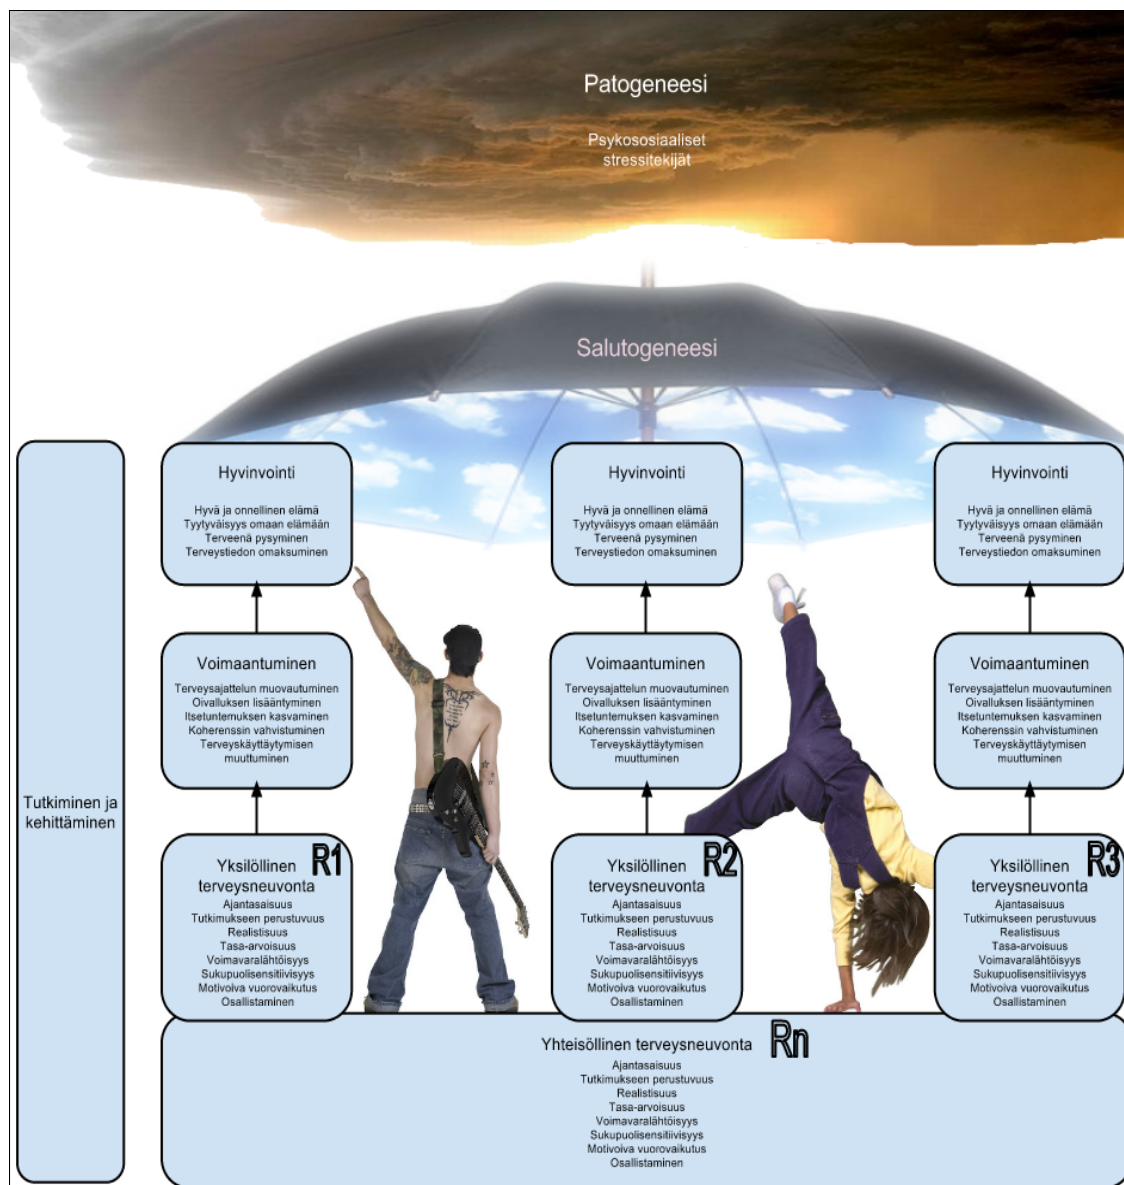 Patogeneesi
Psykososiaaliset
stressitekijät
Salutogeneesi
Tutkiminen ja
kehittäminen
Hyvinvointi
Hyvä ja onnellinen elämä
Tyytyväisyys omaan elämään
Terveenä pysyminen
Terveystiedon omaksuminen
Hyvinvointi
Hyvä ja onnellinen elämä
Tyytyväisyys omaan elämään
Terveenä pysyminen
Terveystiedon omaksuminen
Hyvinvointi
Hyvä ja onnellinen elämä
Tyytyväisyys omaan elämään
Terveenä pysyminen
Terveystiedon omaksuminen
Voimaantuminen
Terveysajattelun muovautuminen
Oivalluksen lisääntyminen
Itsetuntemuksen kasvaminen
Koherenssin vahvistuminen
Terveyskäyttäytymisen
muuttuminen
Voimaantuminen
Terveysajattelun muovautuminen
Oivalluksen lisääntyminen
Itsetuntemuksen kasvaminen
Koherenssin vahvistuminen
Terveyskäyttäytymisen
muuttuminen
Voimaantuminen
Terveysajattelun muovautuminen
Oivalluksen lisääntyminen
Itsetuntemuksen kasvaminen
Koherenssin vahvistuminen
Terveyskäyttäytymisen
muuttuminen
R1
Yksilöllinen
terveysneuvonta
Ajantasaisuus
Tutkimukseen perustuvuus
Realistisuus
Tasa-arvoisuus
Voimavaralähtöisyys
Sukupuolisensitiivisyys
Motivoiva vuorovaikutus
Osallistaminen
R2
Yksilöllinen
terveysneuvonta
Ajantasaisuus
Tutkimukseen perustuvuus
Realistisuus
Tasa-arvoisuus
Voimavaralähtöisyys
Sukupuolisensitiivisyys
Motivoiva vuorovaikutus
Osallistaminen
R3
Yksilöllinen
terveysneuvonta
Ajantasaisuus
Tutkimukseen perustuvuus
Realistisuus
Tasa-arvoisuus
Voimavaralähtöisyys
Sukupuolisensitiivisyys
Motivoiva vuorovaikutus
Osallistaminen
Yhteisöllinen terveysneuvonta Rn
Ajantasaisuus
Tutkimukseen perustuvuus
Realistisuus
Tasa-arvoisuus
Voimavaralähtöisyys
Sukupuolisensitiivisyys
Motivoiva vuorovaikutus
Osallistaminen